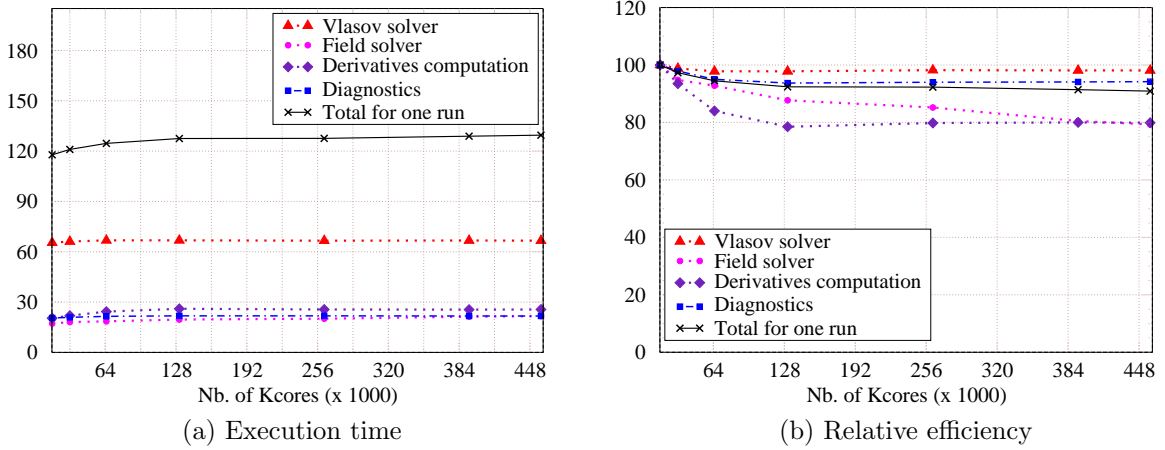 180
150
120
90
60
30
0
Vlasov solver
Field solver
Derivatives computation
Diagnostics
Total for one run
64 128 192 256 320 384 448
Nb. of Kcores (x 1000)
(a) Execution time
120
100
80
60
40
20
0
Vlasov solver
Field solver
Derivatives computation
Diagnostics
Total for one run
64 128 192 256 320 384 448
Nb. of Kcores (x 1000)
(b) Relative efficiency